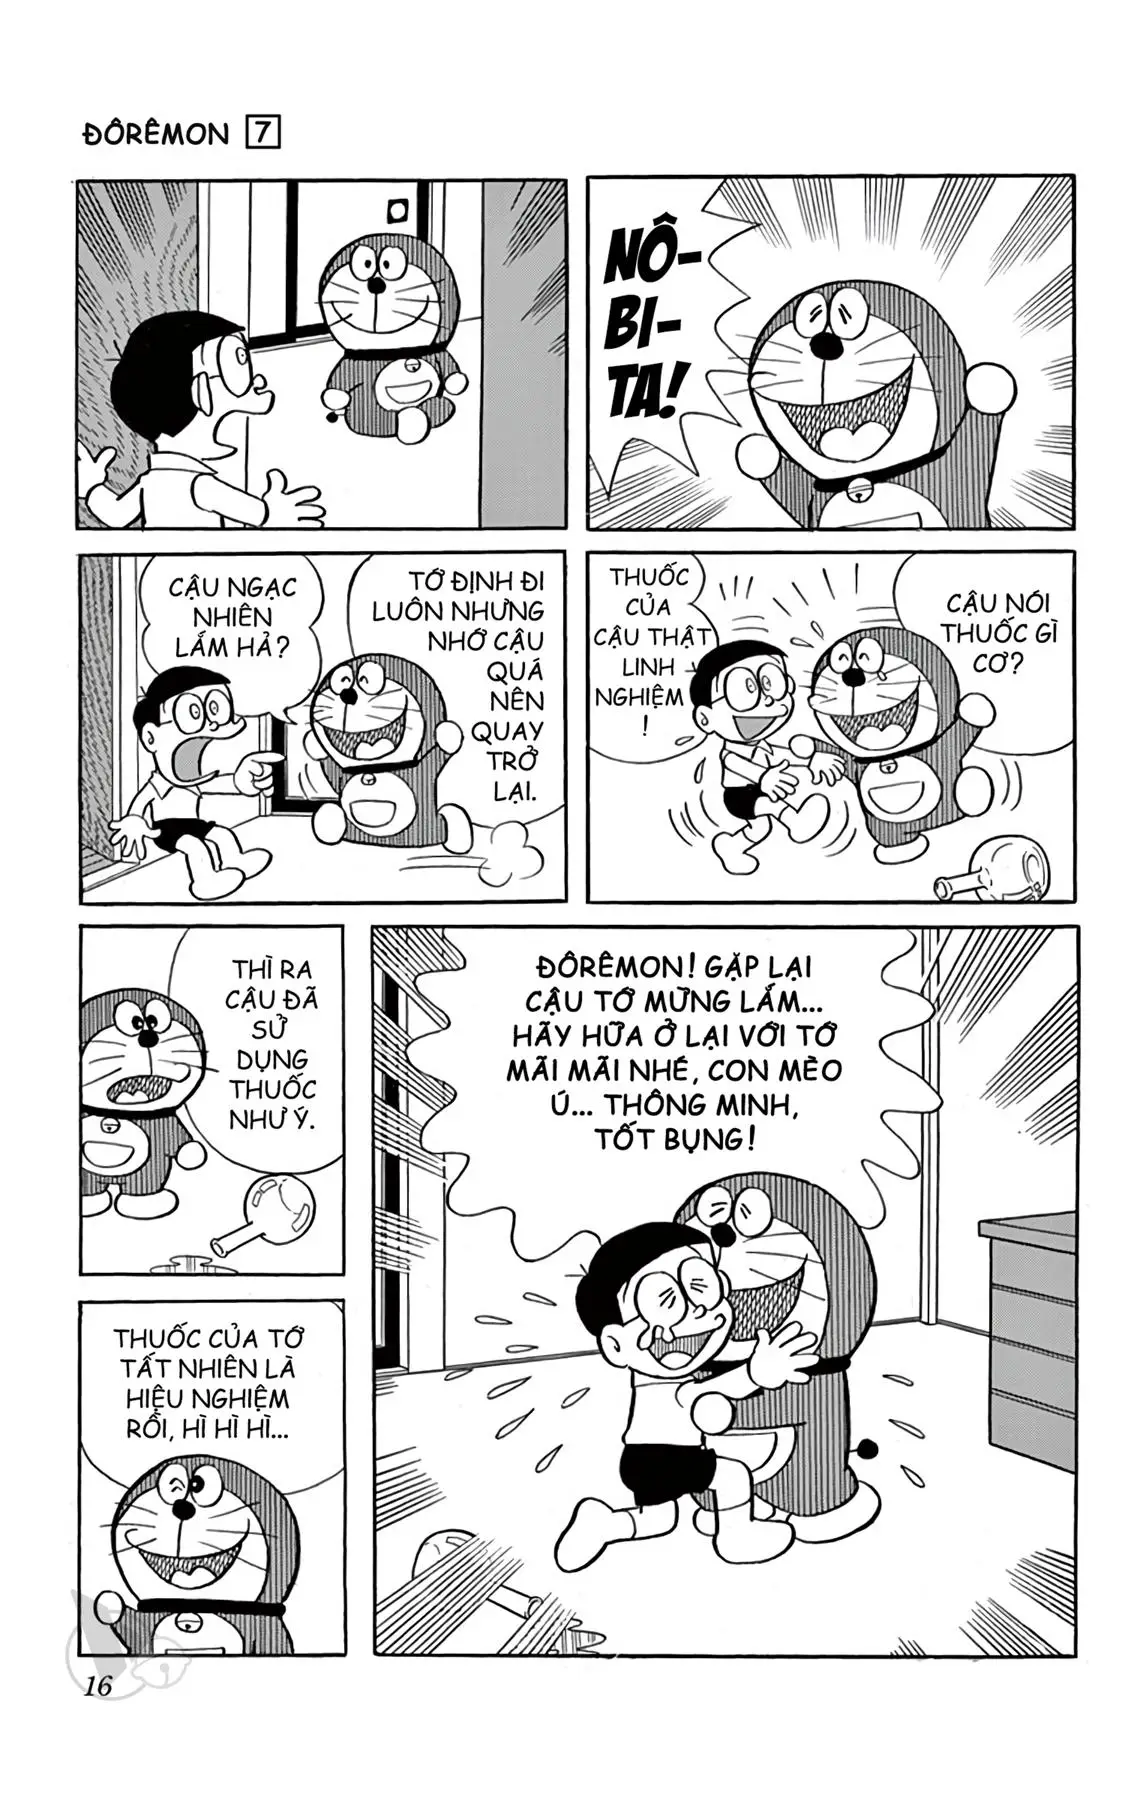 ĐÔRÊMON 7
NÔ-
BI-
TA!
CẬU NGẠC
NHIÊN
LẮM HẢ?
TỚ ĐỊNH ĐI
LUÔN NHƯNG
NHỚ CẬU
QUÁ
NÊN
QUAY
TRỞ
LẠI.
THUỐC
CỦA
CẬU THẬT
LINH
NGHIỆM
!
CẬU NÓI
THUỐC GÌ
CƠ?
THÌ RA
CẬU ĐÃ
SỬ
DỤNG
THUỐC
NHƯ Ý.
THUỐC CỦA TỚ
TẤT NHIÊN LÀ
HIỆU NGHIỆM
RỒI, HÌ HÌ HÌ...
ĐÔRÊMON! GẶP LẠI
CẬU TỚ MỪNG LẮM...
HÃY HỨA Ở LẠI VỚI TỚ
MÃI MÃI NHÉ, CON MÈO
Ú... THÔNG MINH,
TỐT BỤNG!
16